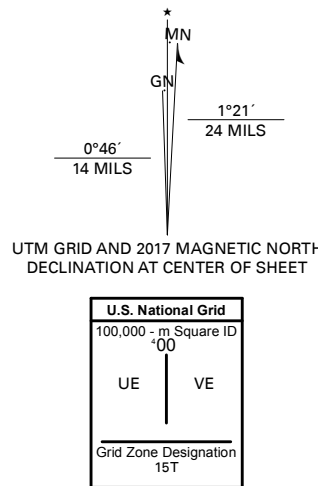 ★
MN
GN
1°21´
24 MILS
0°46´
14 MILS
UTM GRID AND 2017 MAGNETIC NORTH
DECLINATION AT CENTER OF SHEET
U.S. National Grid
100,000 - m Square ID
⁴00
UE VE
Grid Zone Designation
15T